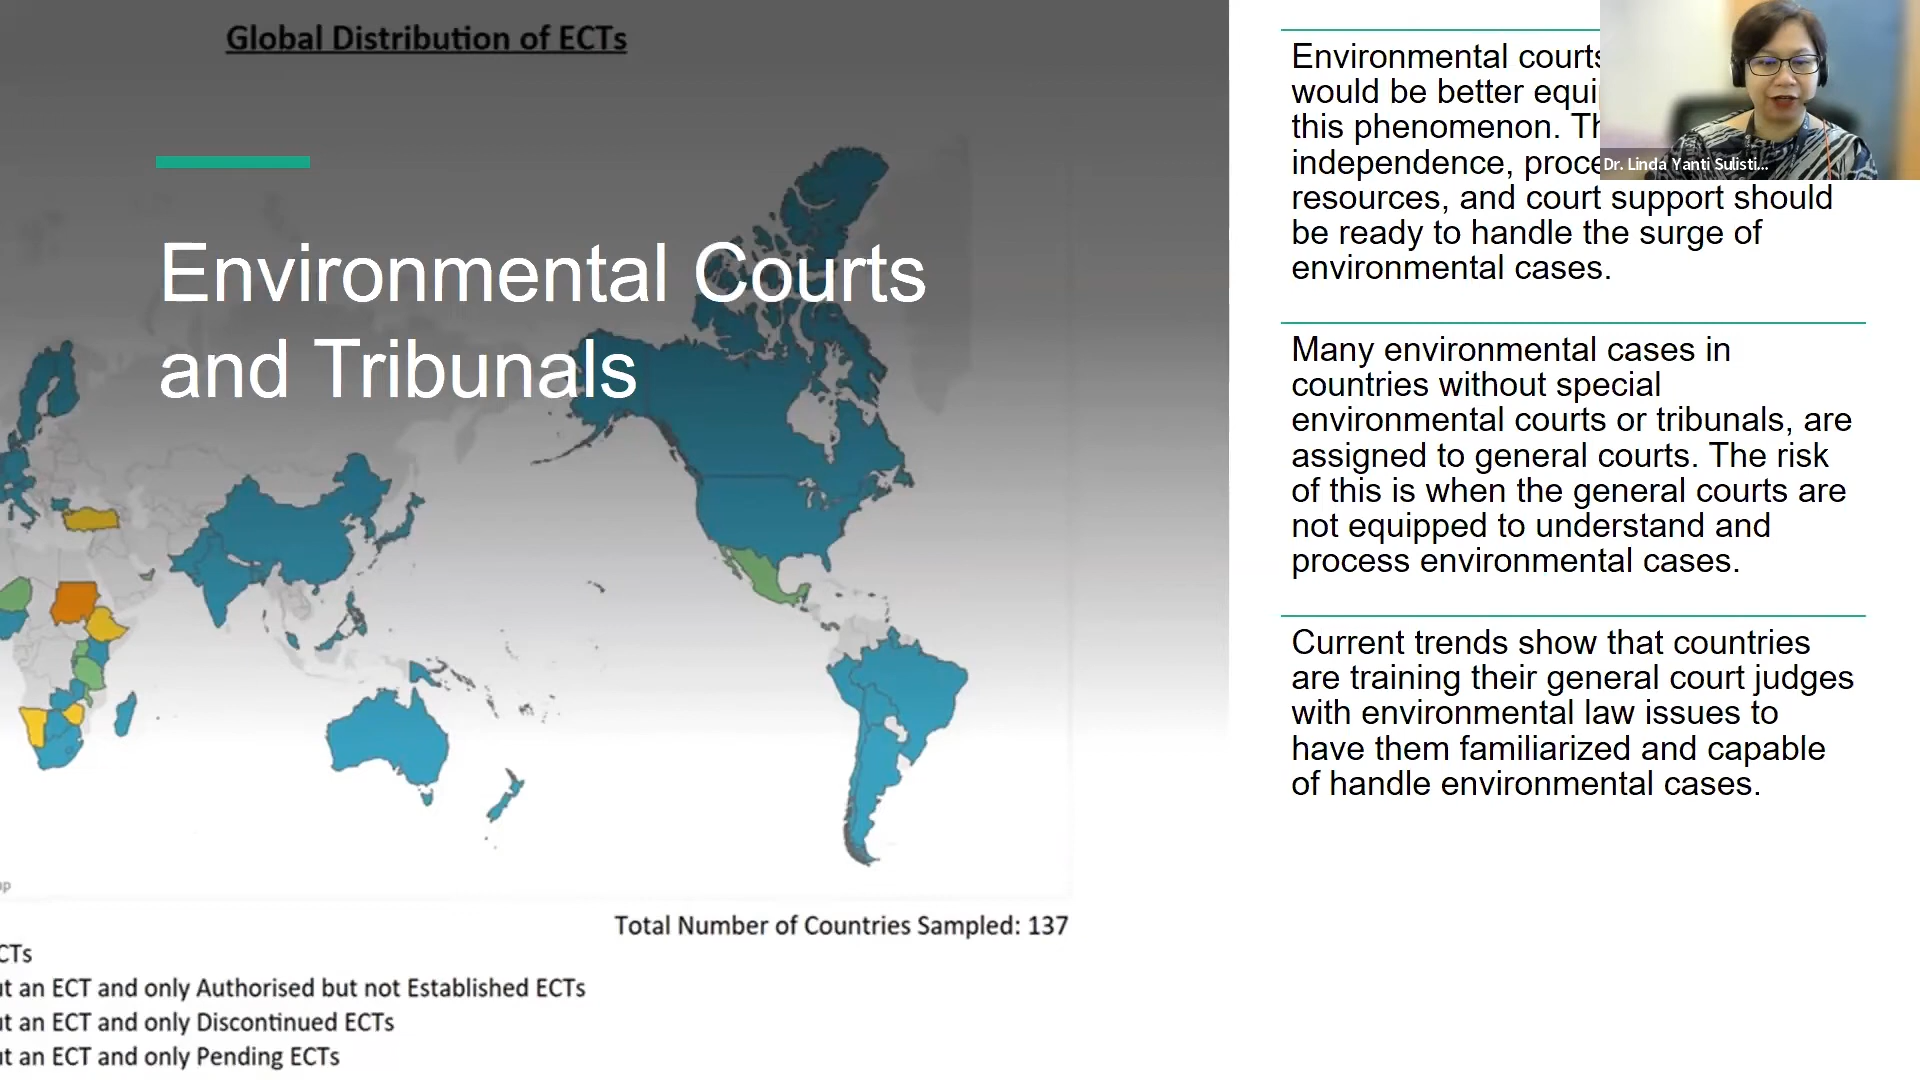 Global Distribution of ECTs
Environmental Courts
and Tribunals
Total Number of Countries Sampled: 137
CTs
ut an ECT and only Authorised but not Established ECTs
ut an ECT and only Discontinued ECTs
ut an ECT and only Pending ECTs
Environmental courts
would be better equi
this phenomenon. Th
independence, proce
resources, and court support should
be ready to handle the surge of
environmental cases.
Many environmental cases in
countries without special
environmental courts or tribunals, are
assigned to general courts. The risk
of this is when the general courts are
not equipped to understand and
process environmental cases.
Current trends show that countries
are training their general court judges
with environmental law issues to
have them familiarized and capable
of handle environmental cases.
Dr. Linda Yanti Sulisti...